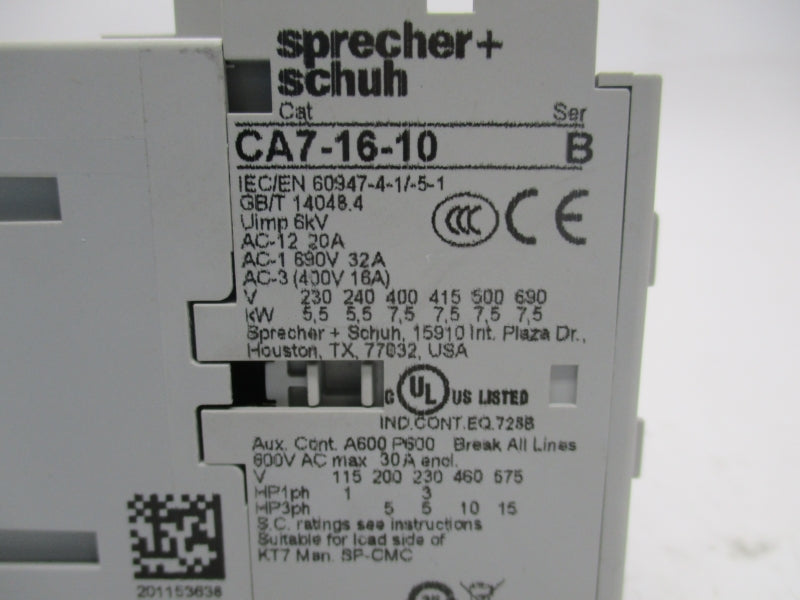 sprecher+
schuh
Cat Ser
CA7-16-10 B
IEC/EN 60947-4-1/-5-1
GB/T 14048.4
Uimp 6kV
AC-12 20A
AC-1 690V 32A
AC-3 (400V 16A)
CCC CE
V 230 240 400 415 500 690
kW 5,5 5,5 7,5 7,5 7,5 7,5
Sprecher + Schuh, 15910 Int. Plaza Dr.,
Houston, TX, 77032, USA
C UL US LISTED
IND.CONT.EQ.728B
Aux. Cont. A600 P600 Break All Lines
600V AC max 30A encl.
V 115 200 230 460 575
HP1ph 1 3
HP3ph 5 5 10 15
S.C. ratings see instructions
Suitable for load side of
KT7 Man. SP-CMC
201153638